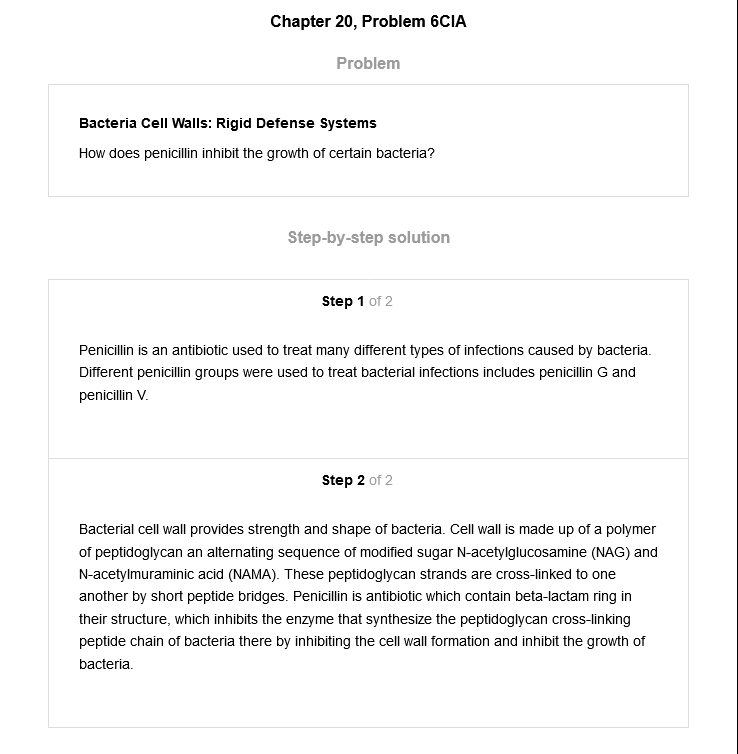 Chapter 20, Problem 6CIA
Problem
Bacteria Cell Walls: Rigid Defense Systems
How does penicillin inhibit the growth of certain bacteria?
Step-by-step solution
Step 1 of 2
Penicillin is an antibiotic used to treat many different types of infections caused by bacteria.
Different penicillin groups were used to treat bacterial infections includes penicillin G and
penicillin V.
Step 2 of 2
Bacterial cell wall provides strength and shape of bacteria. Cell wall is made up of a polymer
of peptidoglycan an alternating sequence of modified sugar N-acetylglucosamine (NAG) and
N-acetylmuraminic acid (NAMA). These peptidoglycan strands are cross-linked to one
another by short peptide bridges. Penicillin is antibiotic which contain beta-lactam ring in
their structure, which inhibits the enzyme that synthesize the peptidoglycan cross-linking
peptide chain of bacteria there by inhibiting the cell wall formation and inhibit the growth of
bacteria.